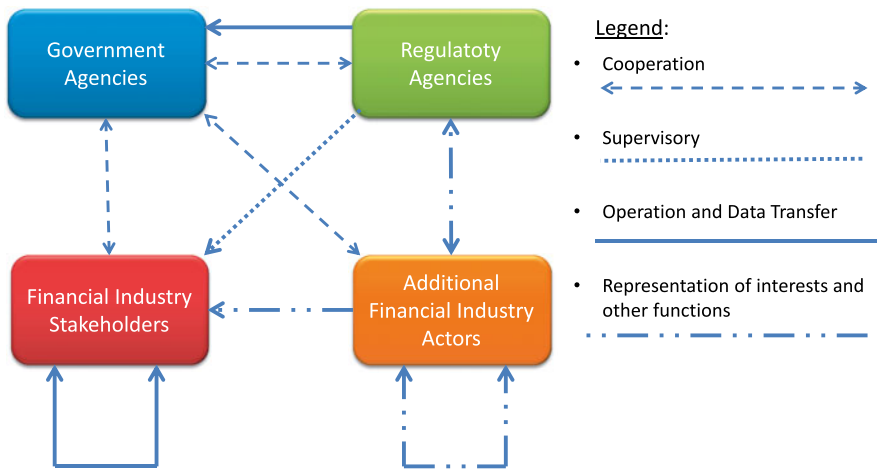 Government
Agencies
Regulatoty
Agencies
Financial Industry
Stakeholders
Additional
Financial Industry
Actors
Legend:
• Cooperation
• Supervisory
• Operation and Data Transfer
• Representation of interests and
other functions